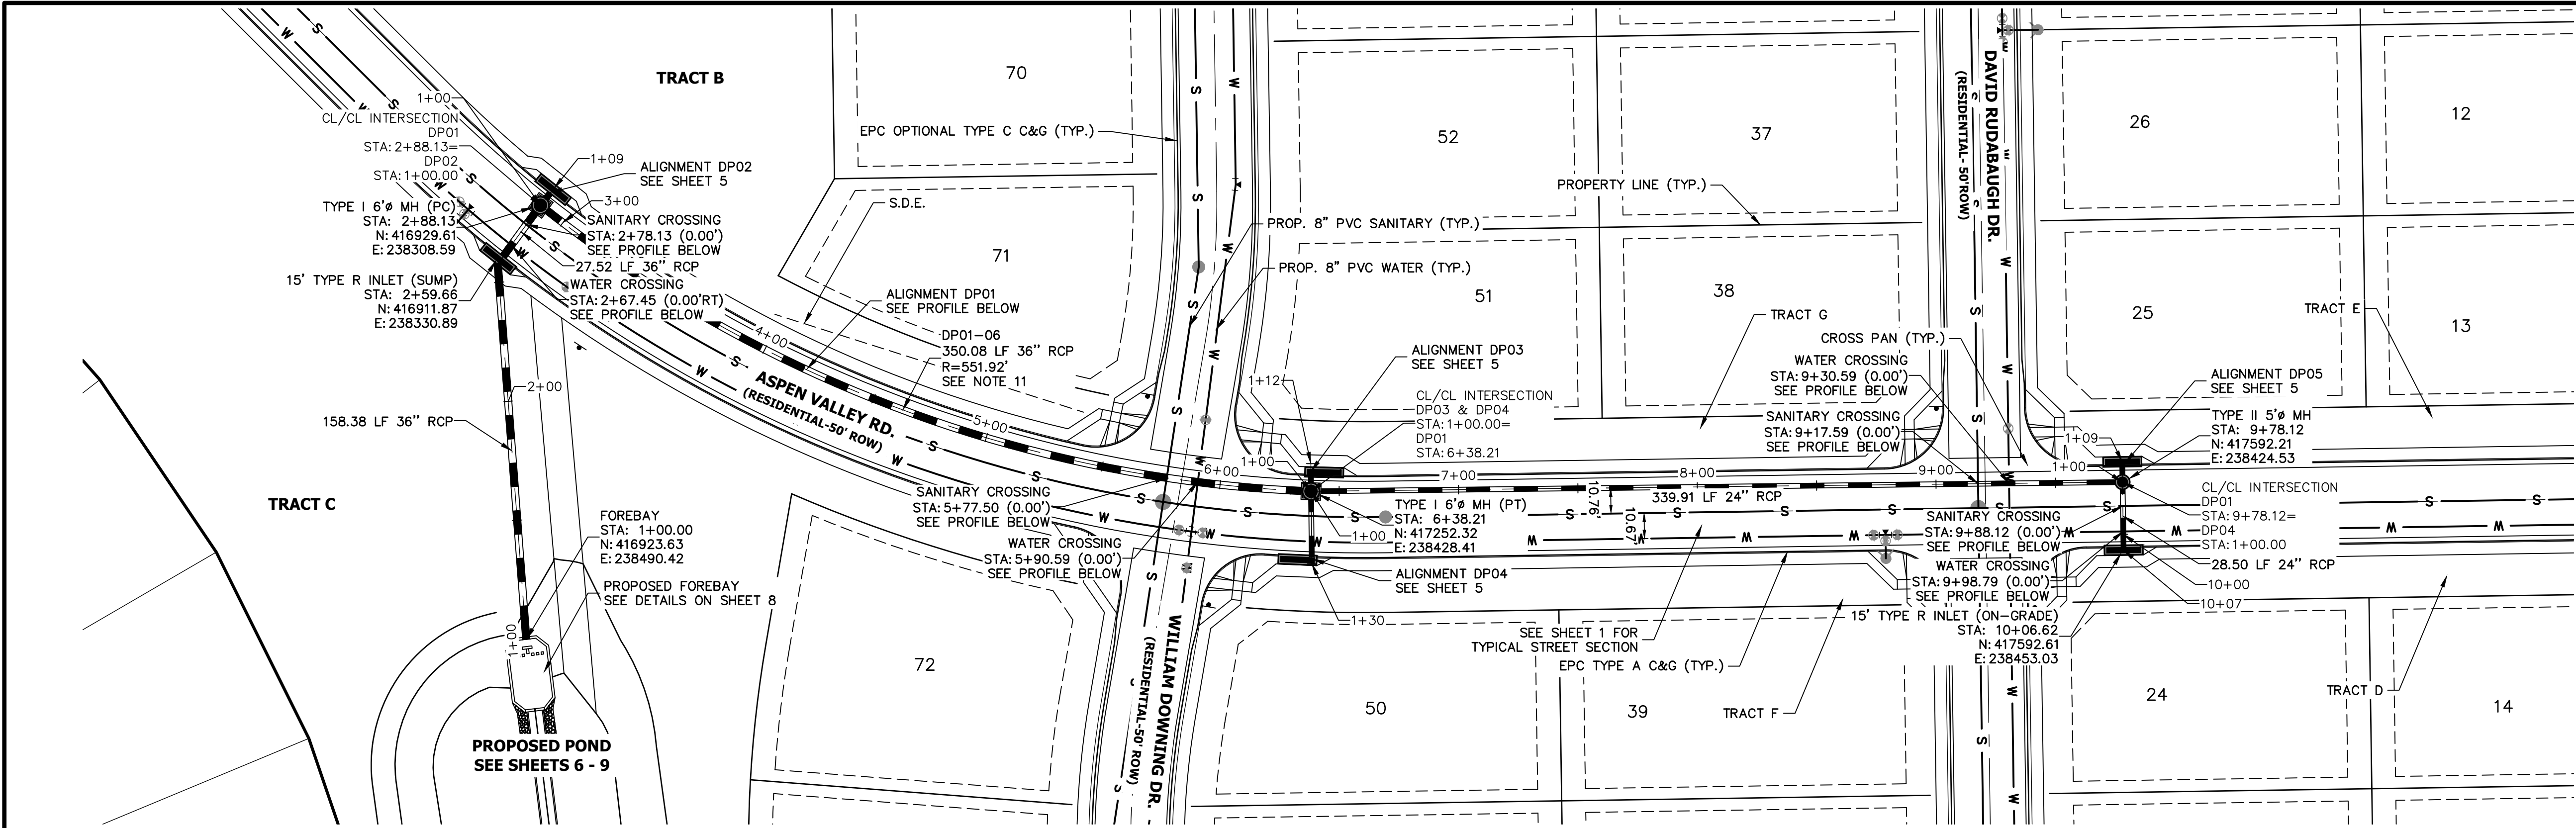 TRACT B
1+00
CL/CL INTERSECTION
DP01
STA: 2+88.13=
DP02
STA: 1+00.00
TYPE I 6'ø MH (PC)
STA: 2+88.13
N: 416929.61
E: 238308.59
15' TYPE R INLET (SUMP)
STA: 2+59.66
N: 416911.87
E: 238330.89
1+09
ALIGNMENT DP02
SEE SHEET 5
3+00
SANITARY CROSSING
STA: 2+78.13 (0.00')
SEE PROFILE BELOW
27.52 LF 36" RCP
WATER CROSSING
STA: 2+67.45 (0.00'RT)
SEE PROFILE BELOW
2+00
158.38 LF 36" RCP
TRACT C
FOREBAY
STA: 1+00.00
N: 416923.63
E: 238490.42
PROPOSED FOREBAY
SEE DETAILS ON SHEET 8
1+00
PROPOSED POND
SEE SHEETS 6 - 9
70
EPC OPTIONAL TYPE C C&G (TYP.)
S.D.E.
71
ALIGNMENT DP01
SEE PROFILE BELOW
DP01-06
350.08 LF 36" RCP
R=551.92'
SEE NOTE 11
4+00
ASPEN VALLEY RD.
(RESIDENTIAL-50' ROW)
5+00
6+00
SANITARY CROSSING
STA: 5+77.50 (0.00')
SEE PROFILE BELOW
WATER CROSSING
STA: 5+90.59 (0.00')
SEE PROFILE BELOW
72
WILLIAM DOWNING DR.
(RESIDENTIAL-50' ROW)
PROP. 8" PVC SANITARY (TYP.)
PROP. 8" PVC WATER (TYP.)
52
37
PROPERTY LINE (TYP.)
51
38
1+12
1+00
ALIGNMENT DP03
SEE SHEET 5
CL/CL INTERSECTION
DP03 & DP04
STA: 1+00.00=
DP01
STA: 6+38.21
7+00
8+00
TYPE I 6'ø MH (PT)
STA: 6+38.21
N: 417252.32
E: 238428.41
1+00
10.76'
10.67'
339.91 LF 24" RCP
ALIGNMENT DP04
SEE SHEET 5
1+30
SEE SHEET 1 FOR
TYPICAL STREET SECTION
EPC TYPE A C&G (TYP.)
50
39
TRACT F
TRACT G
CROSS PAN (TYP.)
WATER CROSSING
STA: 9+30.59 (0.00')
SEE PROFILE BELOW
SANITARY CROSSING
STA: 9+17.59 (0.00')
SEE PROFILE BELOW
9+00
DAVID RUDABAUGH DR.
(RESIDENTIAL-50'ROW)
26
12
25
13
TRACT E
ALIGNMENT DP05
SEE SHEET 5
TYPE II 5'ø MH
STA: 9+78.12
N: 417592.21
E: 238424.53
1+09
1+00
CL/CL INTERSECTION
DP01
STA: 9+78.12=
DP04
STA: 1+00.00
28.50 LF 24" RCP
10+00
10+07
SANITARY CROSSING
STA: 9+88.12 (0.00')
SEE PROFILE BELOW
WATER CROSSING
STA: 9+98.79 (0.00')
SEE PROFILE BELOW
15' TYPE R INLET (ON-GRADE)
STA: 10+06.62
N: 417592.61
E: 238453.03
24
TRACT D
14